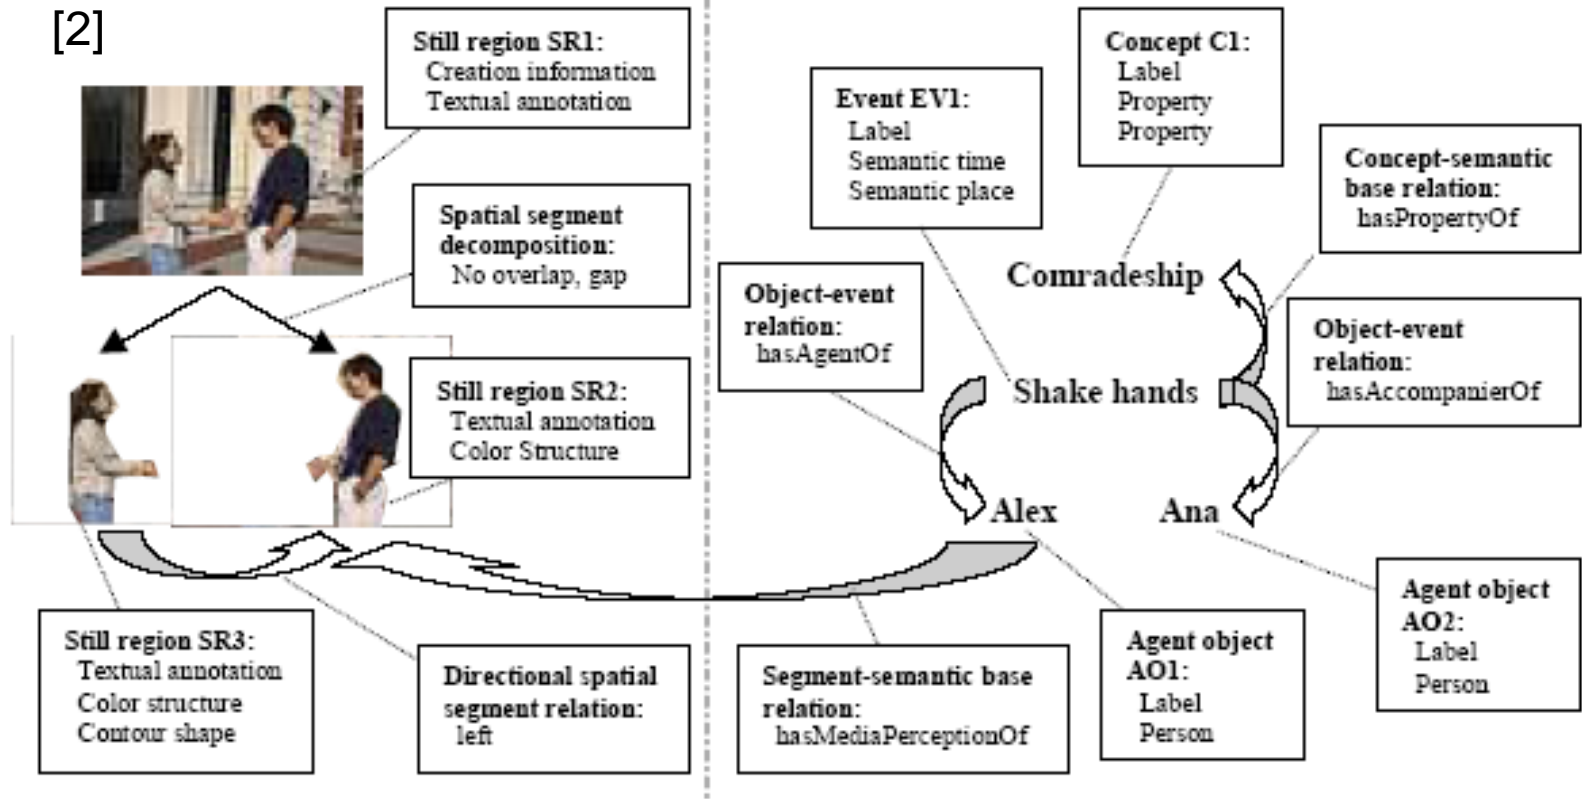 [2]
Still region SR1:
Creation information
Textual annotation
Spatial segment
decomposition:
No overlap, gap
Still region SR2:
Textual annotation
Color Structure
Still region SR3:
Textual annotation
Color structure
Contour shape
Directional spatial
segment relation:
left
Event EV1:
Label
Semantic time
Semantic place
Concept C1:
Label
Property
Property
Concept-semantic
base relation:
hasPropertyOf
Comradeship
Object-event
relation:
hasAgentOf
Object-event
relation:
hasAccompanierOf
Shake hands
Alex
Ana
Segment-semantic base
relation:
hasMediaPerceptionOf
Agent object
AO1:
Label
Person
Agent object
AO2:
Label
Person